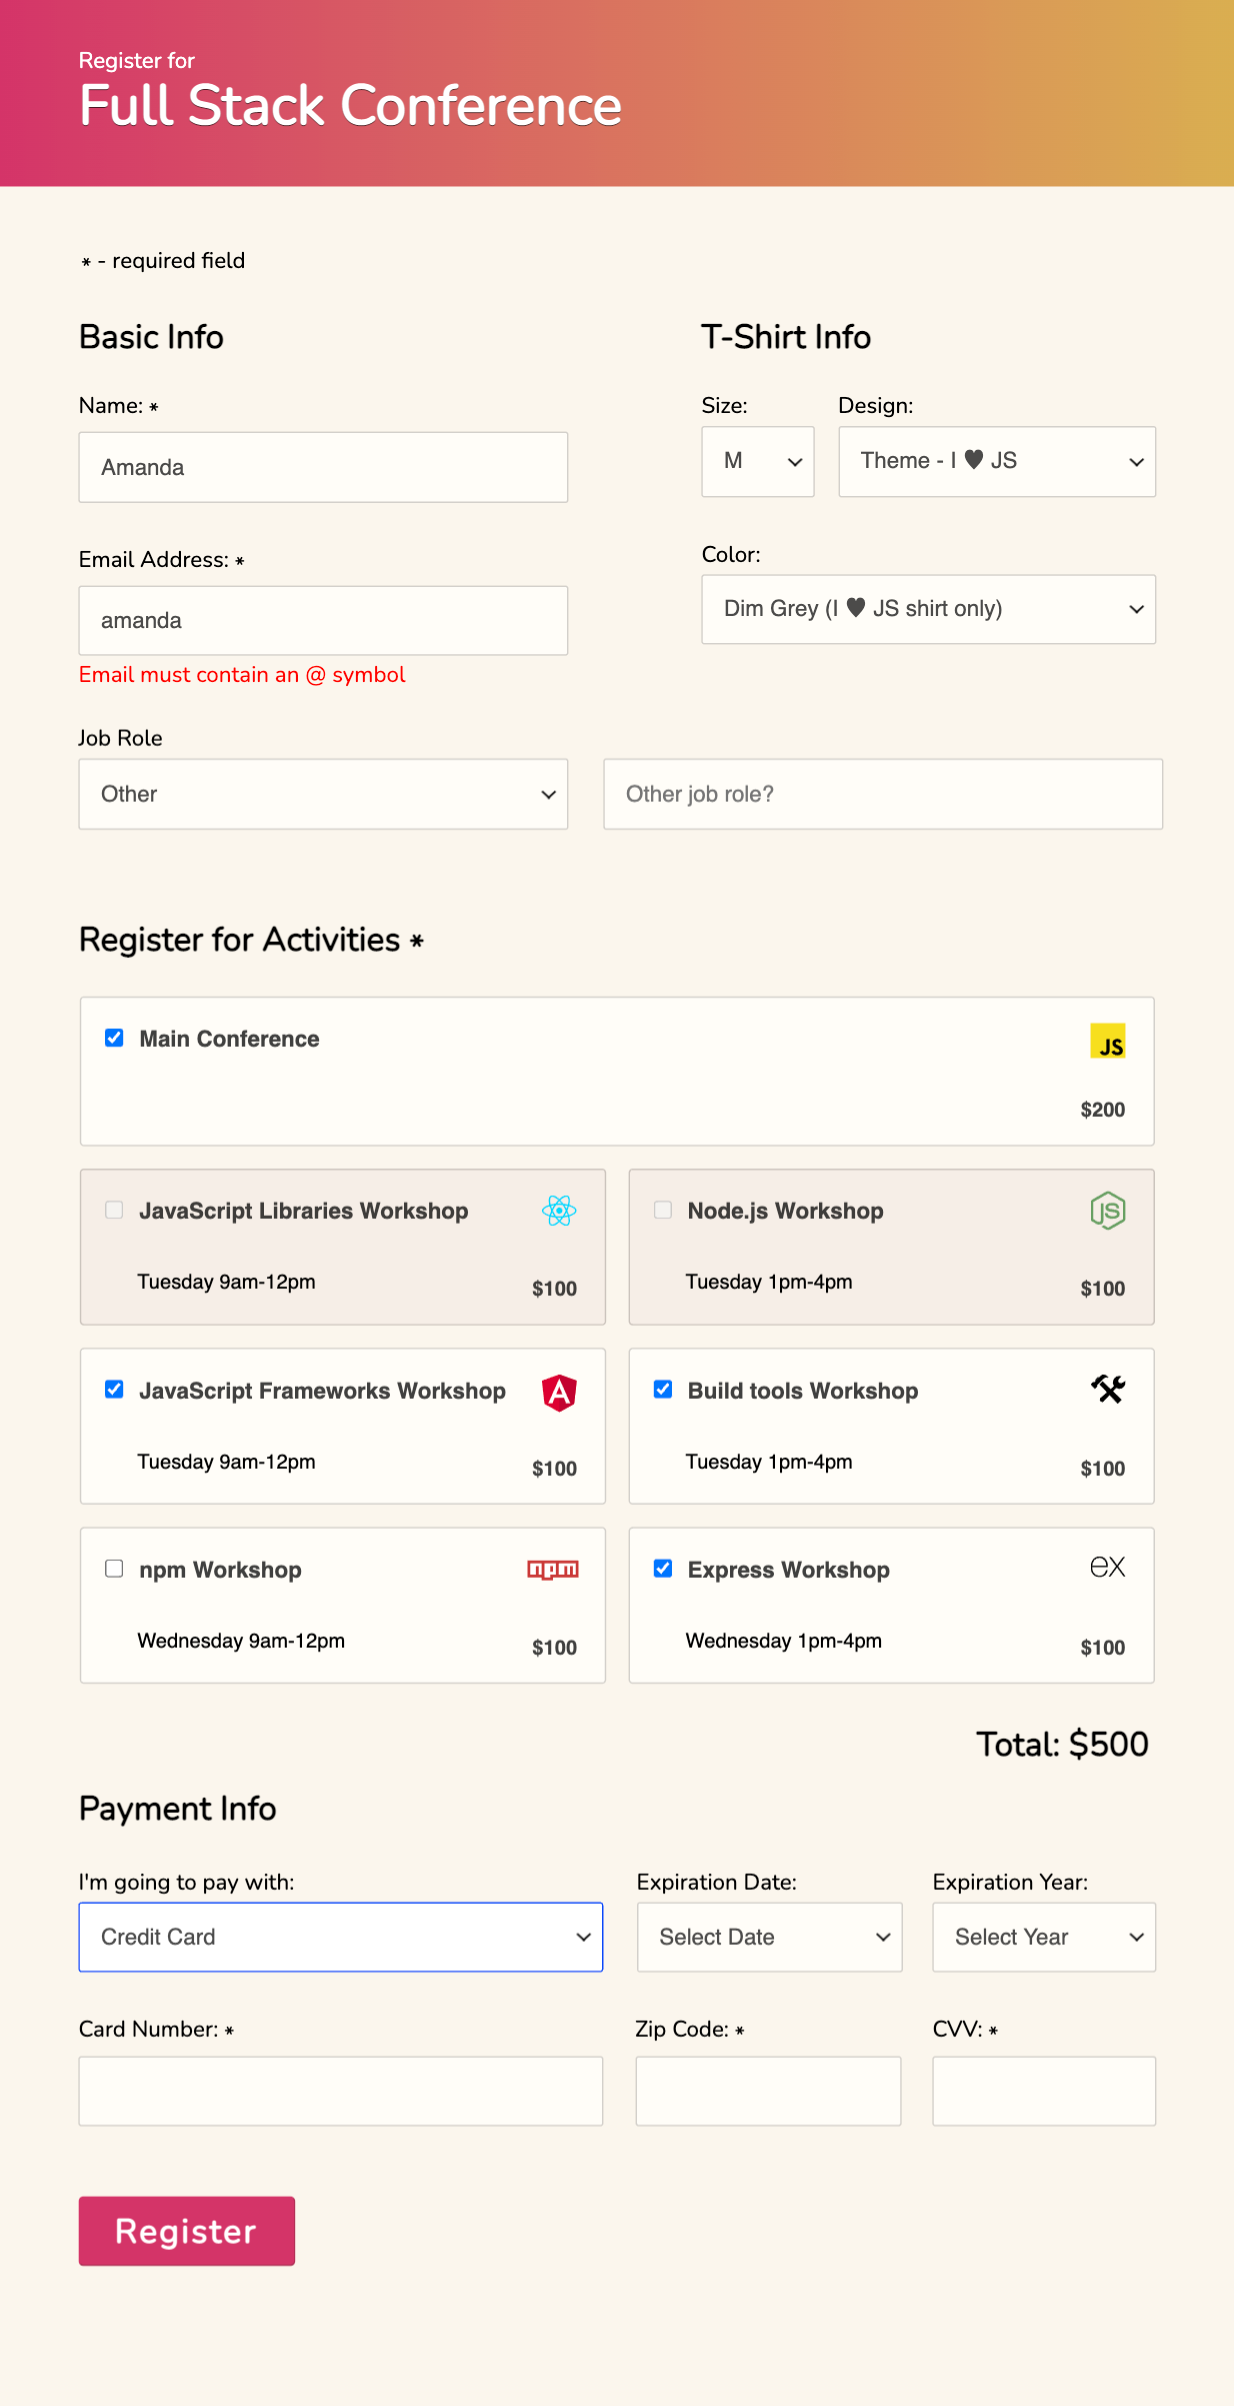 Register for
Full Stack Conference
* - required field
Basic Info
Name: *
Amanda
Email Address: *
amanda
Email must contain an @ symbol
Job Role
Other
Other job role?
T-Shirt Info
Size:
M
Design:
Theme - I ♥ JS
Color:
Dim Grey (I ♥ JS shirt only)
Register for Activities *
Main Conference
JS
$200
JavaScript Libraries Workshop
Tuesday 9am-12pm
$100
Node.js Workshop
JS
Tuesday 1pm-4pm
$100
JavaScript Frameworks Workshop
A
Tuesday 9am-12pm
$100
Build tools Workshop
Tuesday 1pm-4pm
$100
npm Workshop
npm
Wednesday 9am-12pm
$100
Express Workshop
ex
Wednesday 1pm-4pm
$100
Total: $500
Payment Info
I'm going to pay with:
Credit Card
Expiration Date:
Select Date
Expiration Year:
Select Year
Card Number: *
Zip Code: *
CVV: *
Register